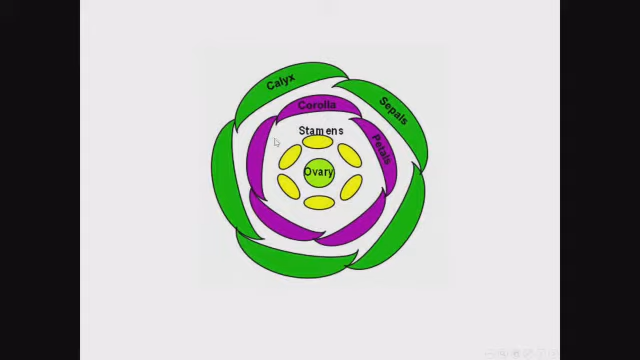 Calyx
Corolla
Sepals
Stamens
Petals
Ovary